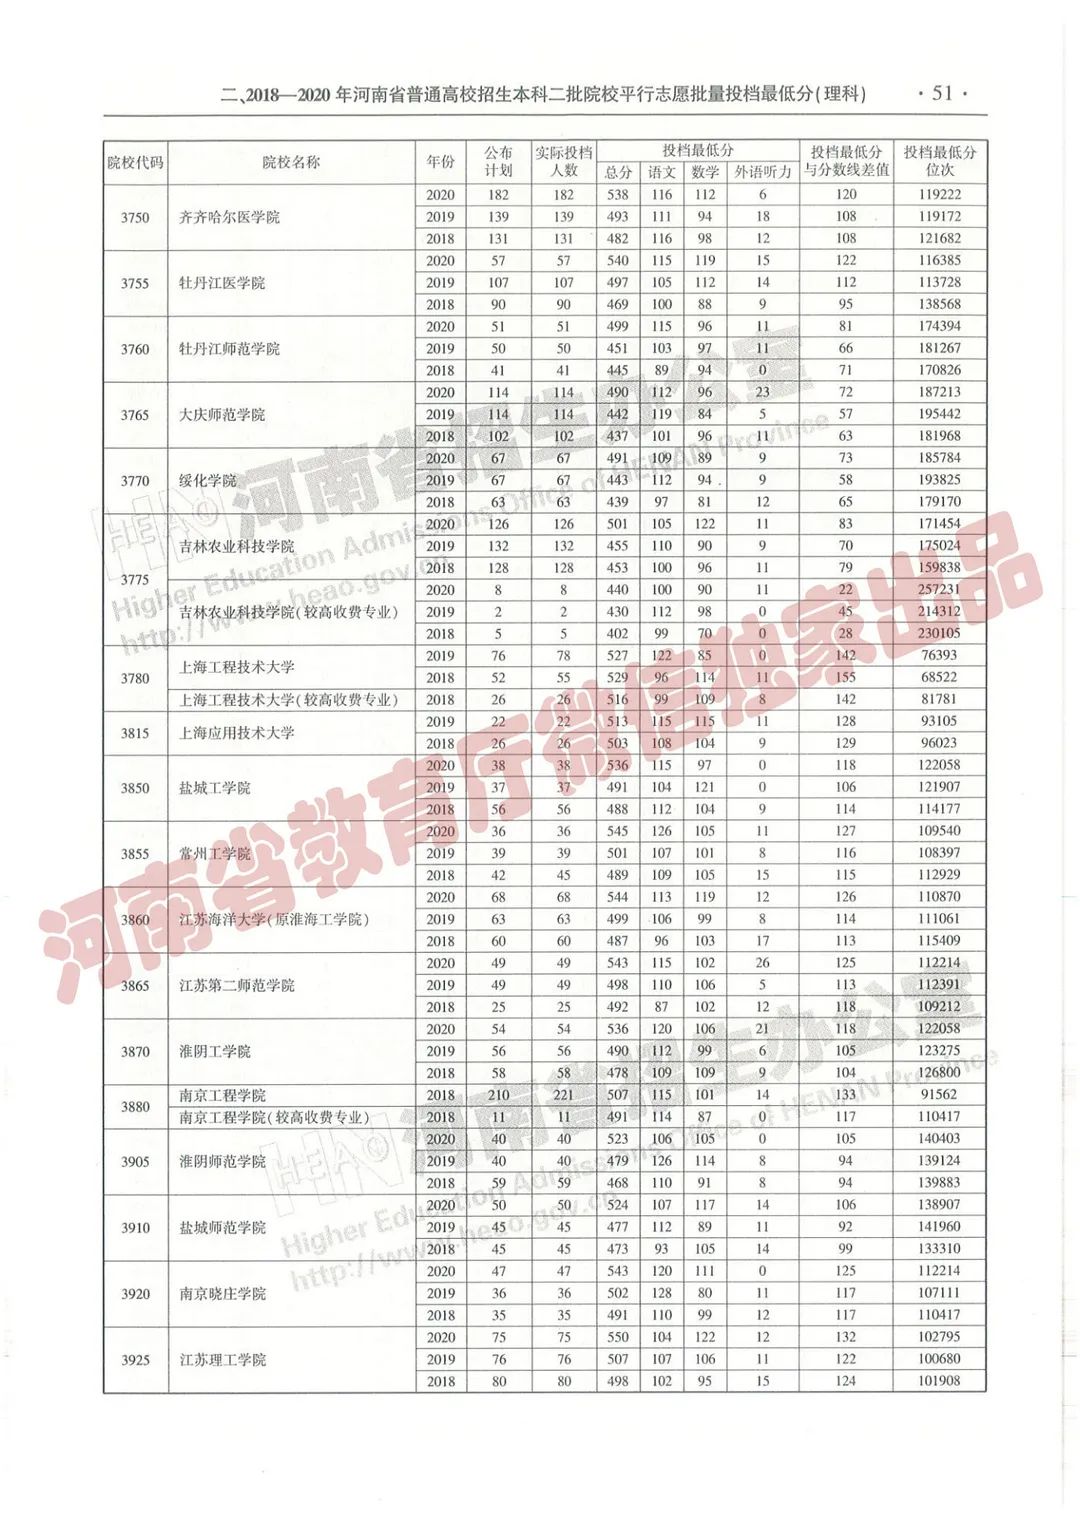 二、2018—2020年河南省普通高校招生本科二批院校平行志愿批量投档最低分(理科) ·51·
院校代码 院校名称 年份 公布计划 实际投档人数 投档最低分 投档最低分与分数线差值 投档最低分位次
总分 语文 数学 外语听力
3750 齐齐哈尔医学院 2020 182 182 538 116 112 6 120 119222
2019 139 139 493 111 94 18 108 119172
2018 131 131 482 116 98 12 108 121682
3755 牡丹江医学院 2020 57 57 540 115 119 15 122 116385
2019 107 107 497 105 112 14 112 113728
2018 90 90 469 100 88 9 95 138568
3760 牡丹江师范学院 2020 51 51 499 115 96 11 81 174394
2019 50 50 451 103 97 11 66 181267
2018 41 41 445 89 94 0 71 170826
3765 大庆师范学院 2020 114 114 490 112 96 23 72 187213
2019 114 114 442 119 84 5 57 195442
2018 102 102 437 101 96 11 63 181968
3770 绥化学院 2020 67 67 491 109 89 9 73 185784
2019 67 67 443 112 94 9 58 193825
2018 63 63 439 97 81 12 65 179170
3775 吉林农业科技学院 2020 126 126 501 105 122 11 83 171454
2019 132 132 455 110 90 9 70 175024
2018 128 128 453 100 96 11 79 159838
吉林农业科技学院(较高收费专业) 2020 8 8 440 100 90 11 22 257231
2019 2 2 430 112 98 0 45 214312
2018 5 5 402 99 70 0 28 230105
3780 上海工程技术大学 2019 76 78 527 122 85 0 142 76393
2018 52 55 529 96 114 11 155 68522
上海工程技术大学(较高收费专业) 2018 26 26 516 99 109 8 142 81781
3815 上海应用技术大学 2019 22 22 513 115 115 11 128 93105
2018 26 26 503 108 104 9 129 96023
3850 盐城工学院 2020 38 38 536 115 97 0 118 122058
2019 37 37 491 104 121 0 106 121907
2018 56 56 488 112 104 9 114 114177
3855 常州工学院 2020 36 36 545 126 105 11 127 109540
2019 39 39 501 107 101 8 116 108397
2018 42 45 489 109 105 15 115 112929
3860 江苏海洋大学(原淮海工学院) 2020 68 68 544 113 119 12 126 110870
2019 63 63 499 106 99 8 114 111061
2018 60 60 487 96 103 17 113 115409
3865 江苏第二师范学院 2020 49 49 543 115 102 26 125 112214
2019 49 49 498 110 106 5 113 112391
2018 25 25 492 87 102 12 118 109212
3870 淮阴工学院 2020 54 54 536 120 106 21 118 122058
2019 56 56 490 112 99 6 105 123275
2018 58 58 478 109 109 9 104 126800
3880 南京工程学院 2018 210 221 507 115 101 14 133 91562
南京工程学院(较高收费专业) 2018 11 11 491 114 87 0 117 110417
3905 淮阴师范学院 2020 40 40 523 106 105 0 105 140403
2019 40 40 479 126 114 8 94 139124
2018 59 59 468 110 91 8 94 139883
3910 盐城师范学院 2020 50 50 524 107 117 14 106 138907
2019 45 45 477 112 89 11 92 141960
2018 45 45 473 93 105 14 99 133310
3920 南京晓庄学院 2020 47 47 543 120 111 0 125 112214
2019 36 36 502 128 80 11 117 107111
2018 35 35 491 110 99 12 117 110417
3925 江苏理工学院 2020 75 75 550 104 122 12 132 102795
2019 76 76 507 107 106 11 122 100680
2018 80 80 498 102 95 15 124 101908
HEAO 河南省招生办公室
Higher Education Admissions Office of HENAN Province
http://www.heao.gov.cn
河南省教育厅微信独家出品
HEAO 河南省招生办公室
Higher Education Admissions Office of HENAN Province
http://www.heao.gov.cn